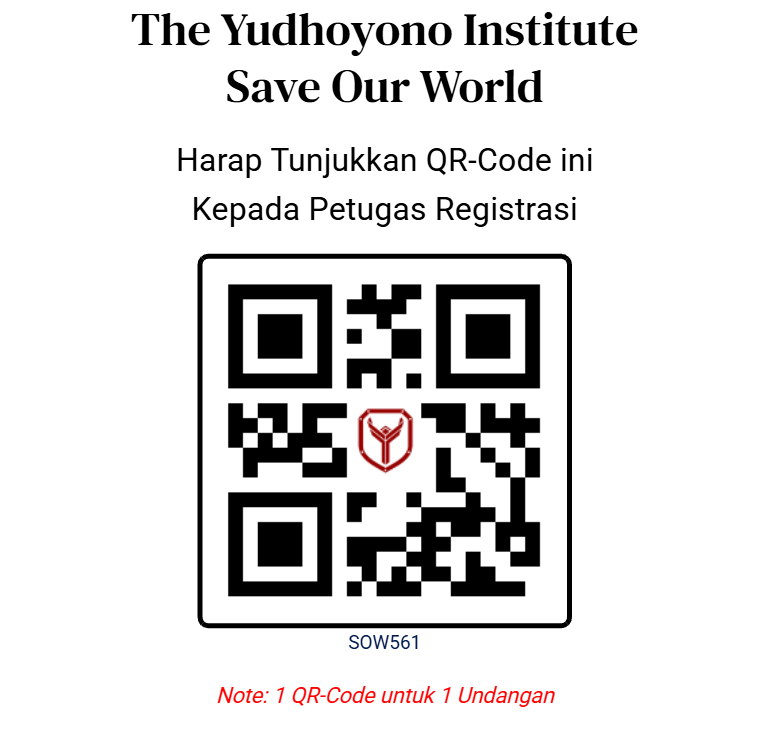 The Yudhoyono Institute
Save Our World
Harap Tunjukkan QR-Code ini
Kepada Petugas Registrasi
SOW561
Note: 1 QR-Code untuk 1 Undangan